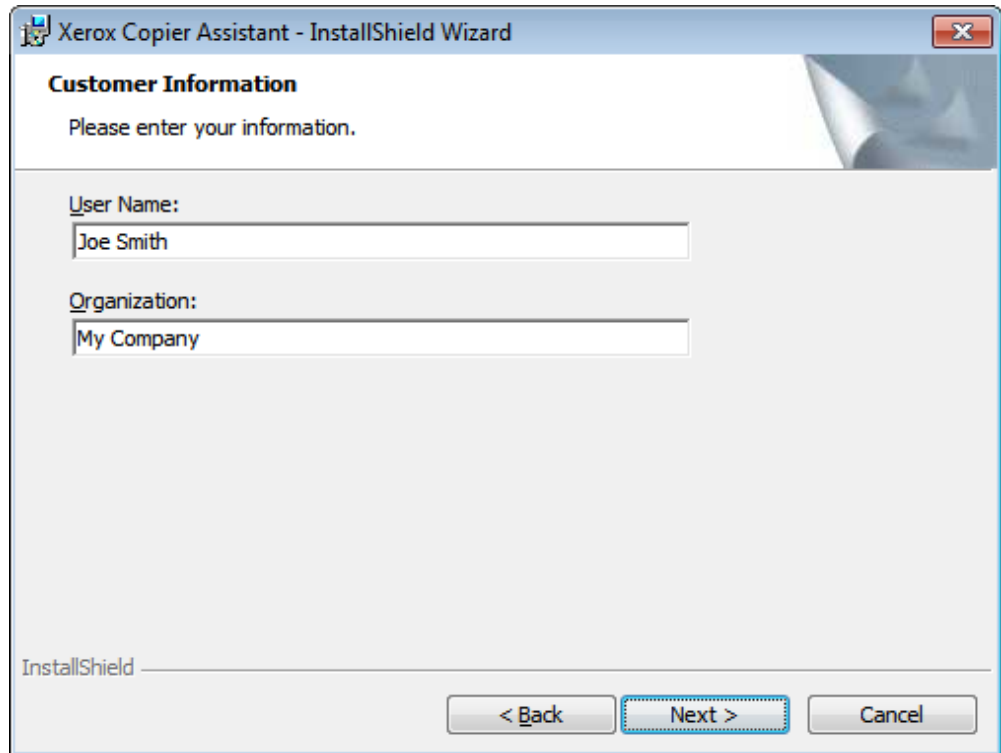 Xerox Copier Assistant - InstallShield Wizard
Customer Information
Please enter your information.
User Name:
Joe Smith
Organization:
My Company
InstallShield
< Back Next > Cancel